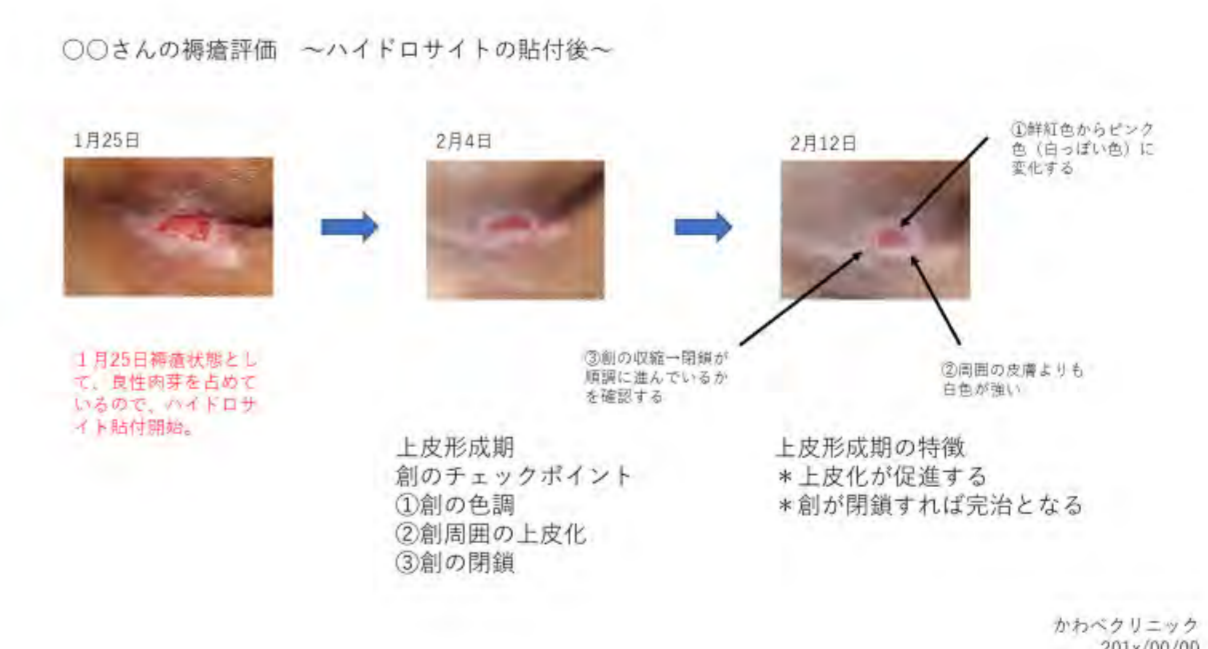 ○○さんの褥瘡評価　～ハイドロサイトの貼付後～
1月25日
2月4日
2月12日
①鮮紅色からピンク
色（白っぽい色）に
変化する
１月25日褥瘡状態とし
て、良性肉芽を占めて
いるので、ハイドロサ
イト貼付開始。
③創の収縮→閉鎖が
順調に進んでいるか
を確認する
②周囲の皮膚よりも
白色が強い
上皮形成期
創のチェックポイント
①創の色調
②創周囲の上皮化
③創の閉鎖
上皮形成期の特徴
＊上皮化が促進する
＊創が閉鎖すれば完治となる
かわべクリニック
201x/00/00